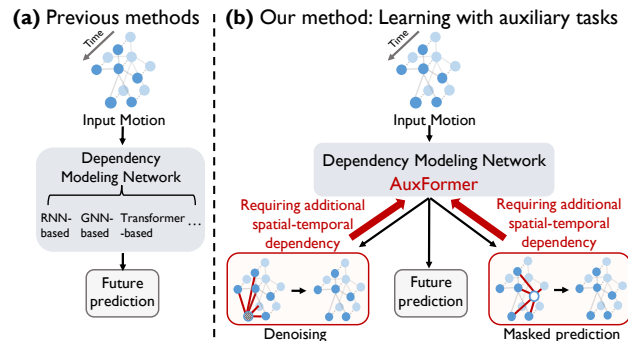 (a) Previous methods
Time
Input Motion
Dependency
Modeling Network
RNN-
based
GNN-
based
Transformer
-based
...
Future
prediction
(b) Our method: Learning with auxiliary tasks
Time
Input Motion
Dependency Modeling Network
AuxFormer
Requiring additional
spatial-temporal
dependency
Requiring additional
spatial-temporal
dependency
Denoising
Future
prediction
Masked prediction